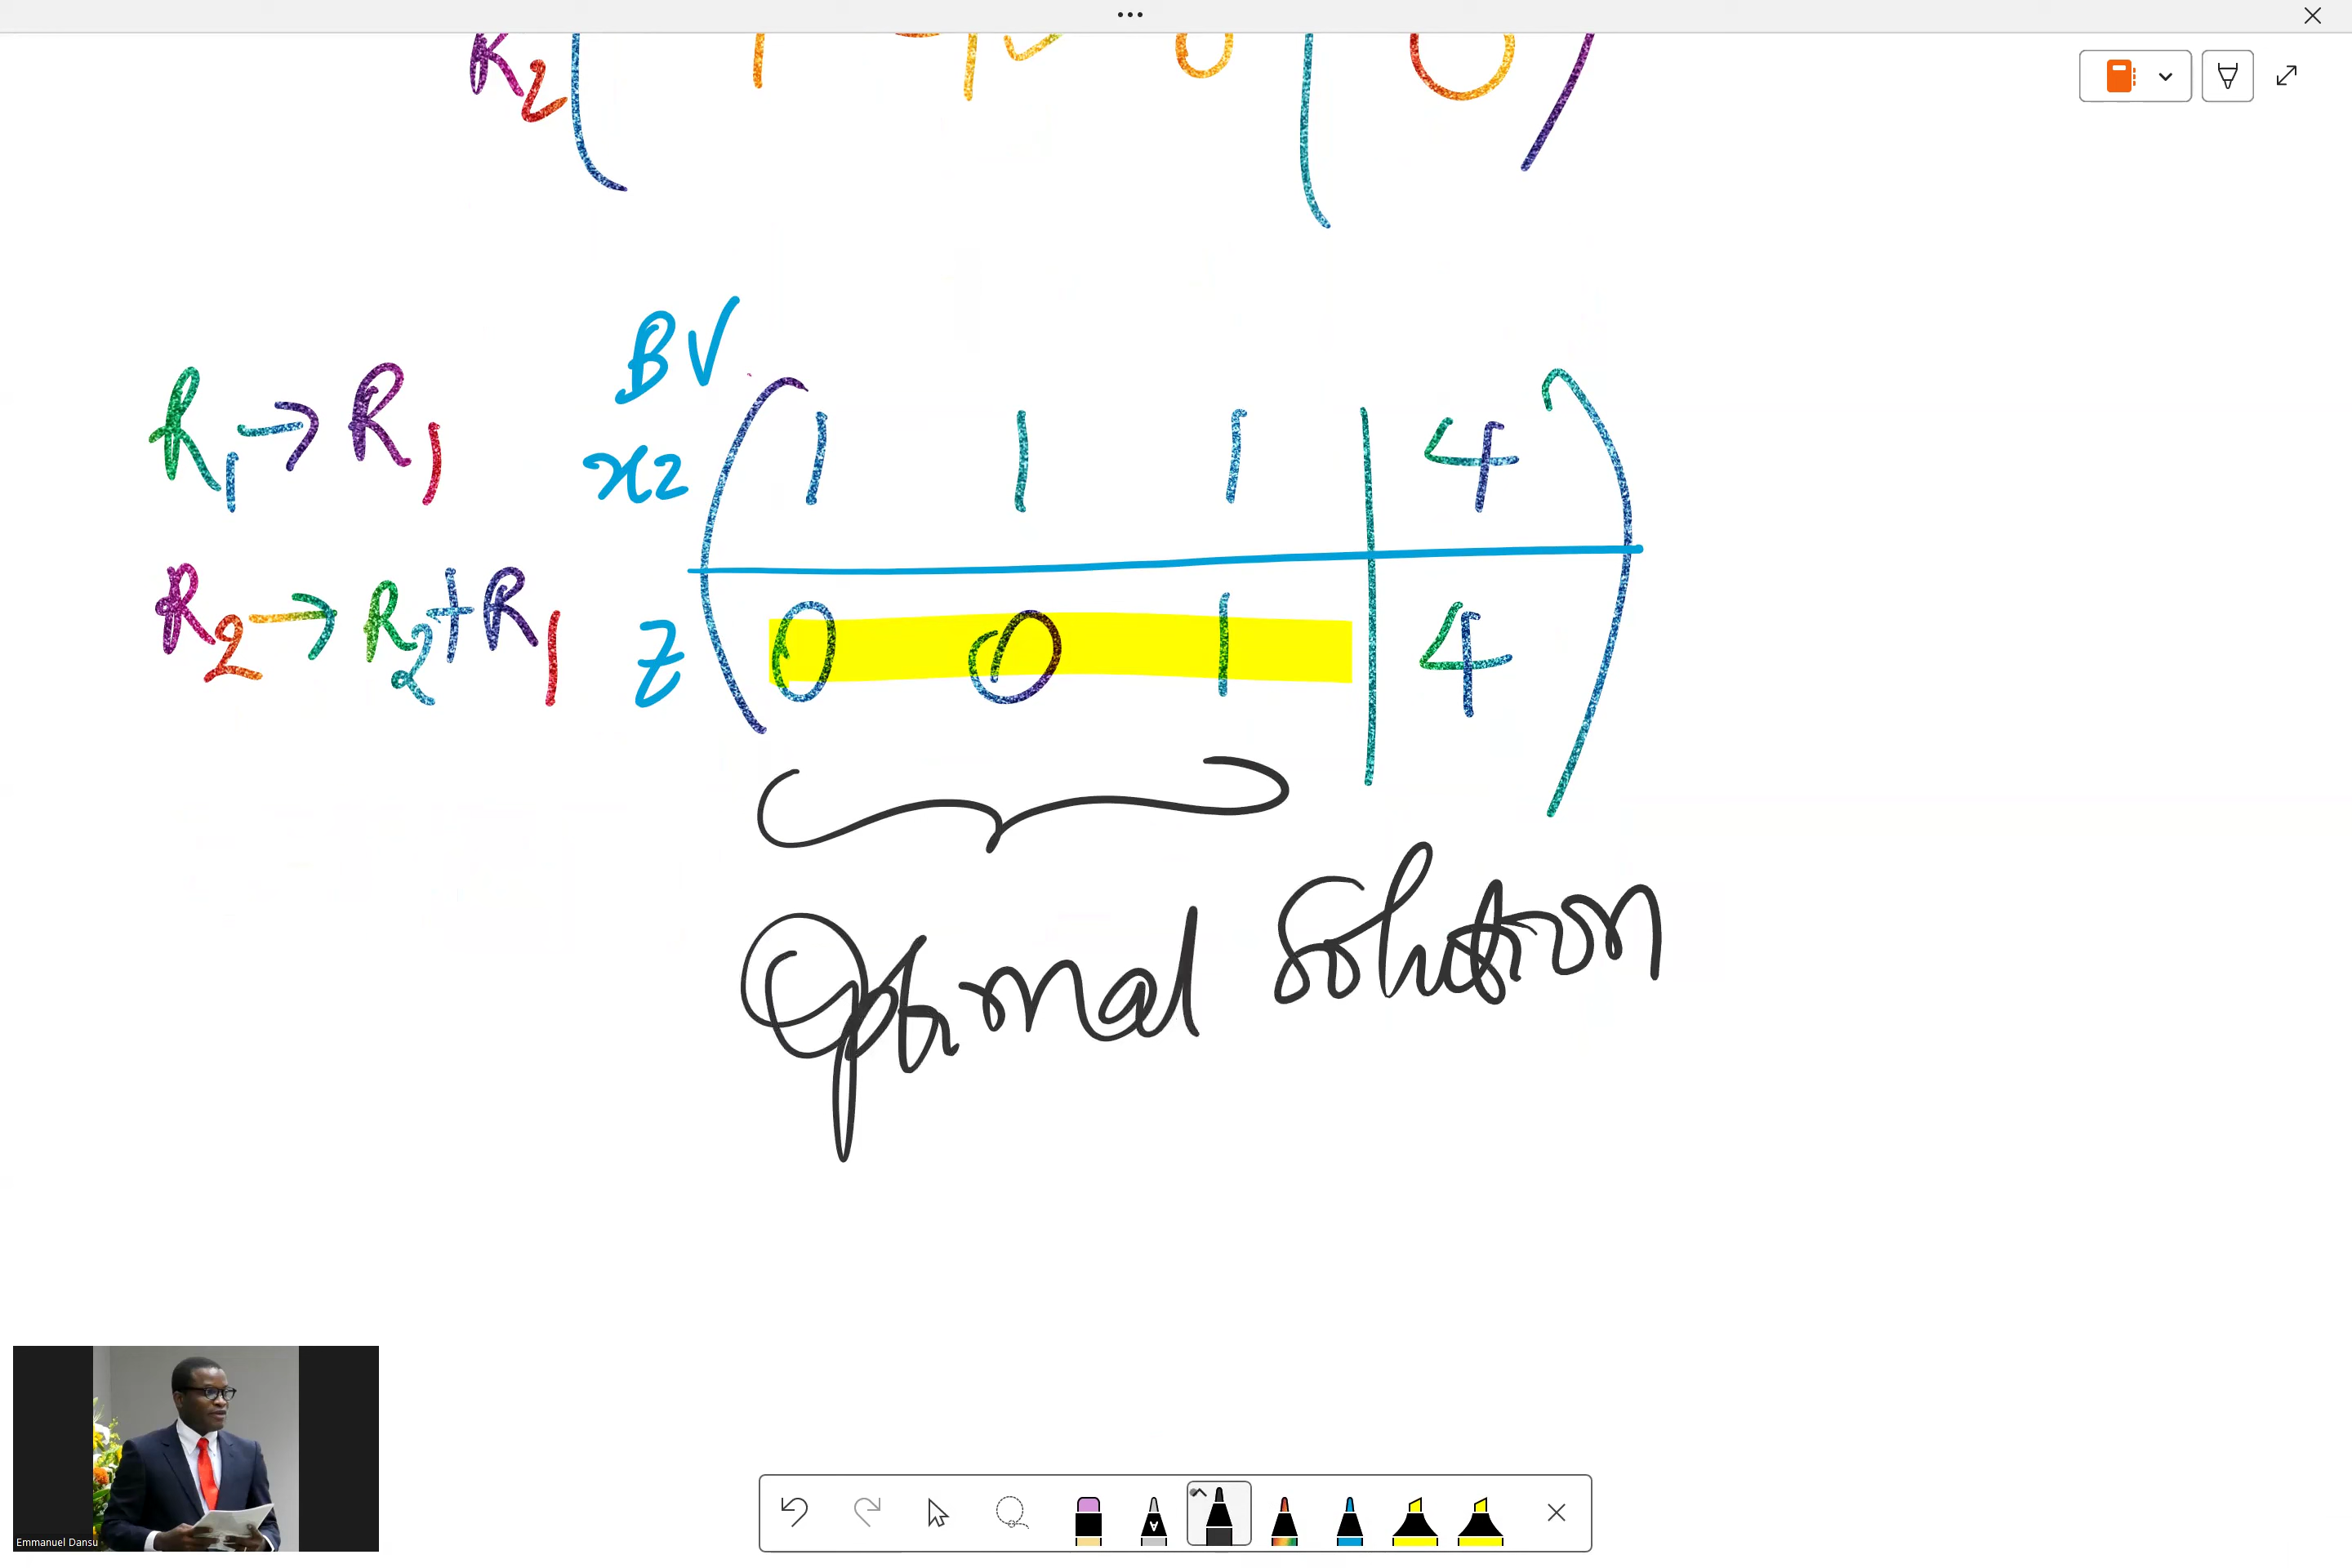 R2
BV
R1 → R1 x2 1 1 1 4
R2 → R2+R1 z 0 0 1 4
Optimal Solution
Emmanuel Dansu